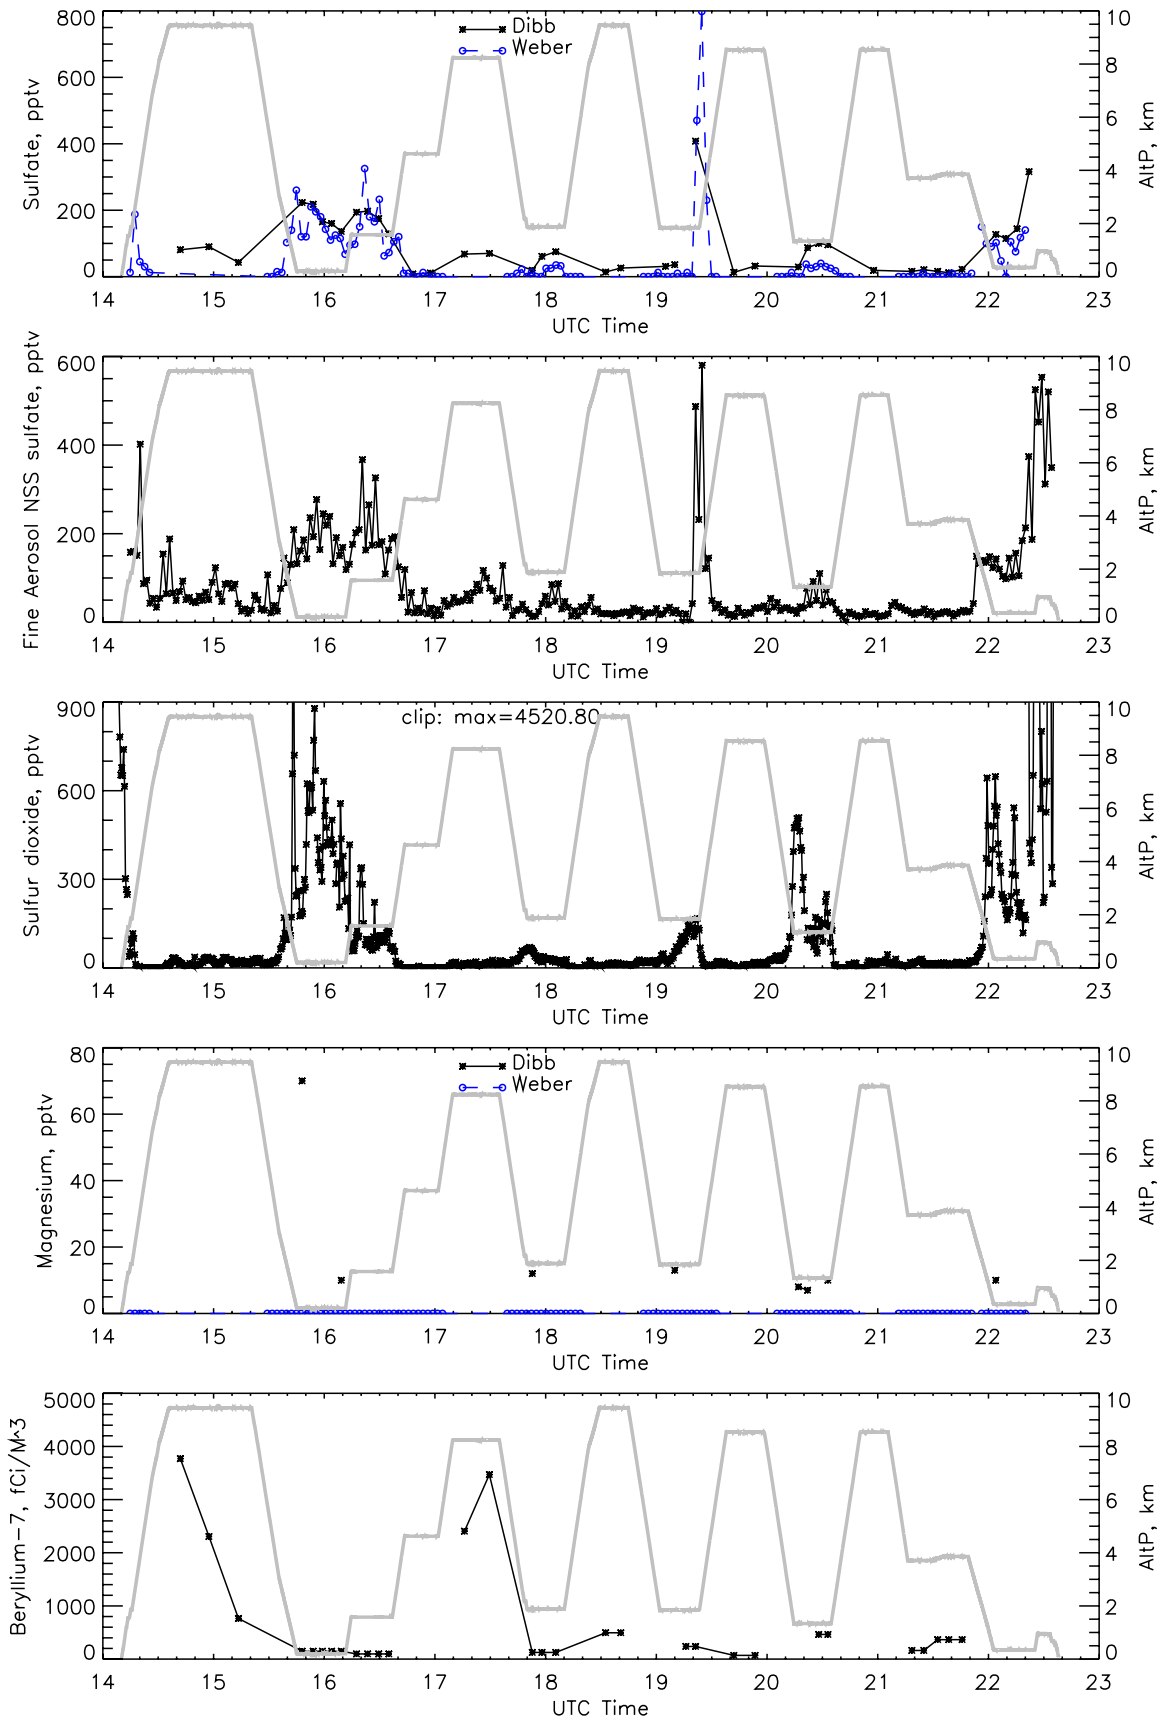 Dibb
Weber
800
600
400
200
0
Sulfate, pptv
10
8
6
4
2
0
AltP, km
14 15 16 17 18 19 20 21 22 23
UTC Time
600
400
200
0
Fine Aerosol NSS sulfate, pptv
10
8
6
4
2
0
AltP, km
14 15 16 17 18 19 20 21 22 23
UTC Time
clip: max=4520.80
900
600
300
0
Sulfur dioxide, pptv
10
8
6
4
2
0
AltP, km
14 15 16 17 18 19 20 21 22 23
UTC Time
Dibb
Weber
80
60
40
20
0
Magnesium, pptv
10
8
6
4
2
0
AltP, km
14 15 16 17 18 19 20 21 22 23
UTC Time
5000
4000
3000
2000
1000
0
Beryllium-7, fCi/M^3
10
8
6
4
2
0
AltP, km
14 15 16 17 18 19 20 21 22 23
UTC Time